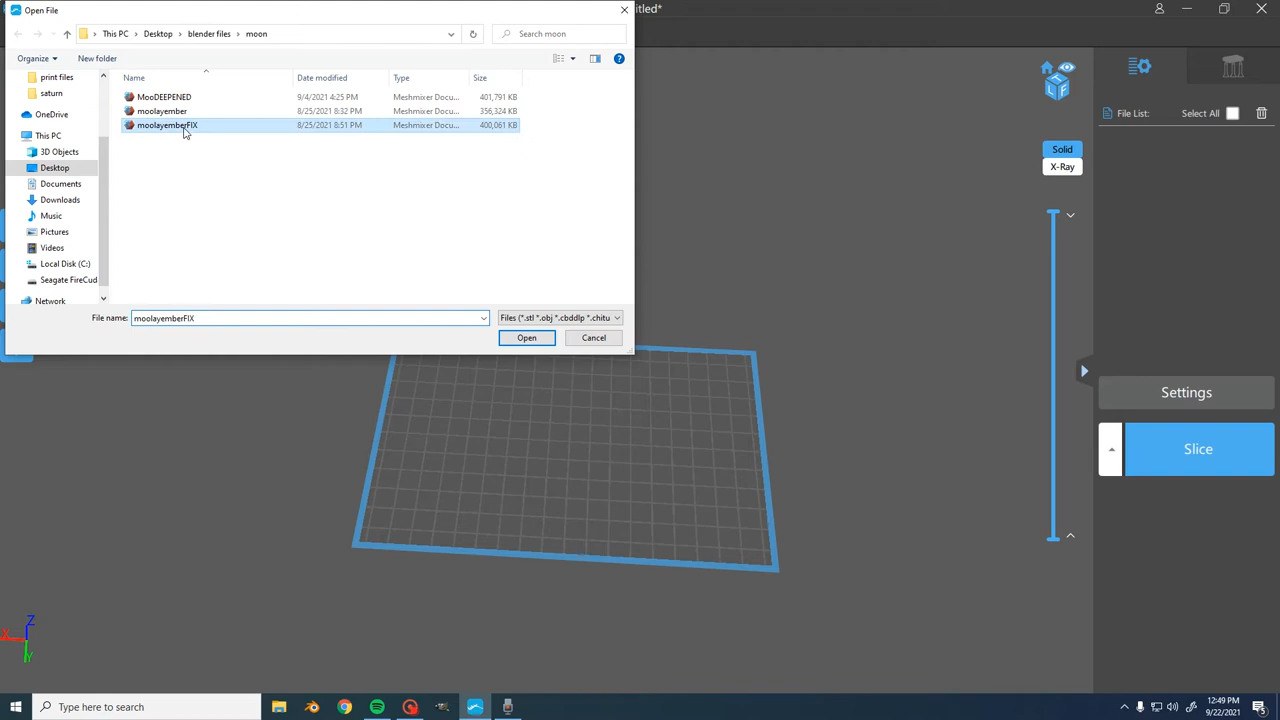 Open File
ntitled*
This PC
Desktop
blender files
moon
Search moon
Organize
New folder
Name
Date modified
Type
Size
print files
saturn
OneDrive
This PC
3D Objects
Desktop
Documents
Downloads
Music
Pictures
Videos
Local Disk (C:)
Seagate FireCud
Network
MooDEEPENED 9/4/2021 4:25 PM Meshmixer Docu... 401,791 KB
moolayember 8/25/2021 8:32 PM Meshmixer Docu... 356,324 KB
moolayemberFIX 8/25/2021 8:51 PM Meshmixer Docu... 400,061 KB
File name: moolayemberFIX
Files (*.stl *.obj *.cbddlp *.chitu
Open
Cancel
T
L
F
File List:
Select All
Solid
X-Ray
Settings
Slice
Z
X
Y
Type here to search
12:49 PM
9/22/2021